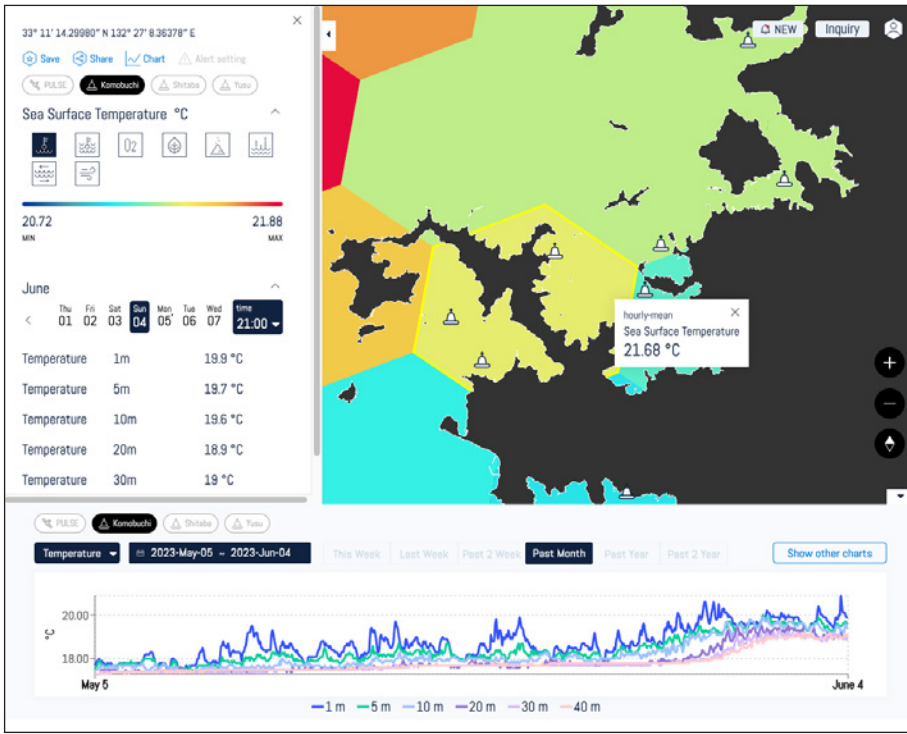 33° 11' 14.29980" N 132° 27' 8.36378" E
Save Share Chart Alert setting
PULSE Komobuchi Shitaba Yusu
Sea Surface Temperature °C
O2
20.72 21.88
MIN MAX
June
Thu Fri Sat Sun Mon Tue Wed time
01 02 03 04 05 06 07 21:00
Temperature 1m 19.9 °C
Temperature 5m 19.7 °C
Temperature 10m 19.6 °C
Temperature 20m 18.9 °C
Temperature 30m 19 °C
NEW Inquiry
hourly-mean
Sea Surface Temperature
21.68 °C
PULSE Komobuchi Shitaba Yusu
Temperature 2023-May-05 ~ 2023-Jun-04 This Week Last Week Past 2 Week Past Month Past Year Past 2 Year Show other charts
°C
20.00
18.00
May 5 June 4
1 m 5 m 10 m 20 m 30 m 40 m